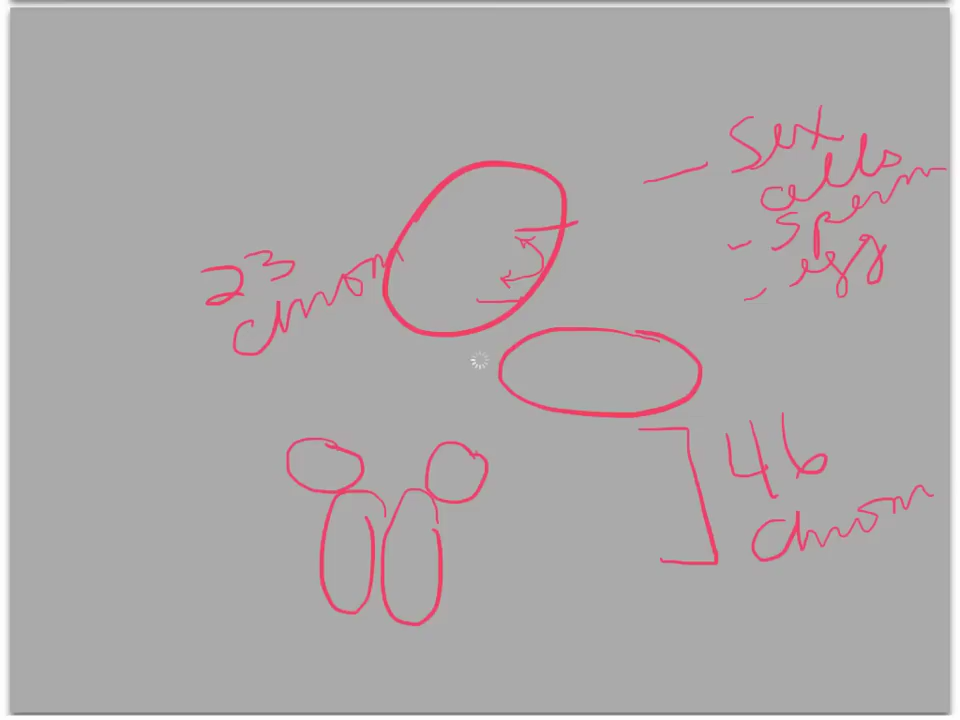 - Sex
cells
- sperm
- egg
23
chrom
46
chrom